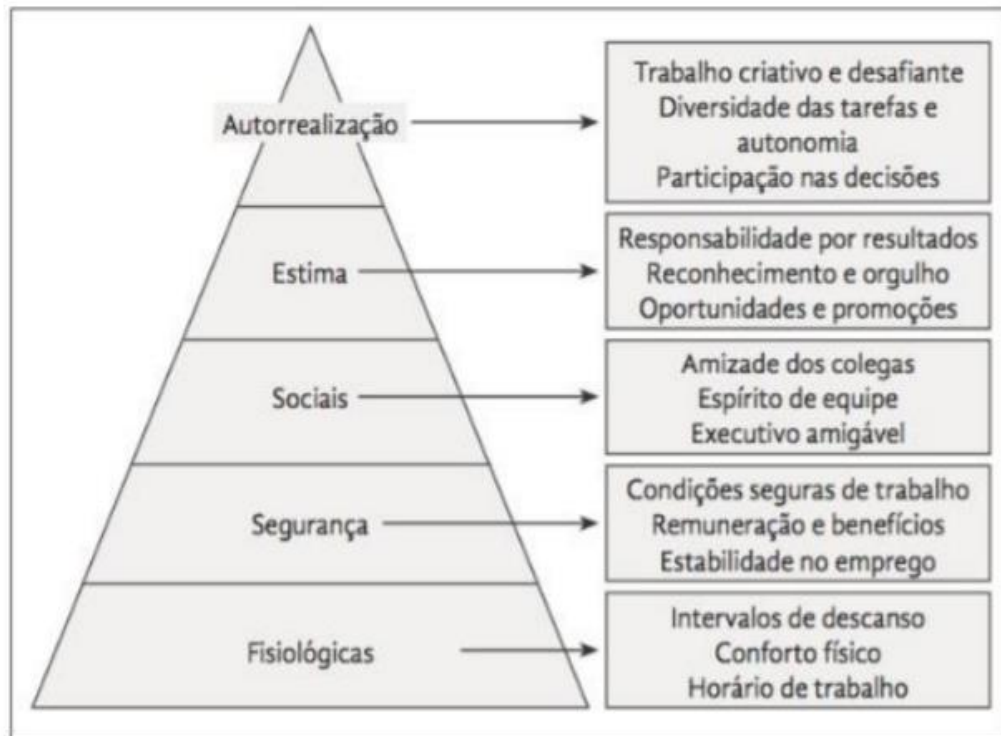 Autorrealização
Trabalho criativo e desafiante
Diversidade das tarefas e
autonomia
Participação nas decisões
Estima
Responsabilidade por resultados
Reconhecimento e orgulho
Oportunidades e promoções
Sociais
Amizade dos colegas
Espírito de equipe
Executivo amigável
Segurança
Condições seguras de trabalho
Remuneração e benefícios
Estabilidade no emprego
Fisiológicas
Intervalos de descanso
Conforto físico
Horário de trabalho